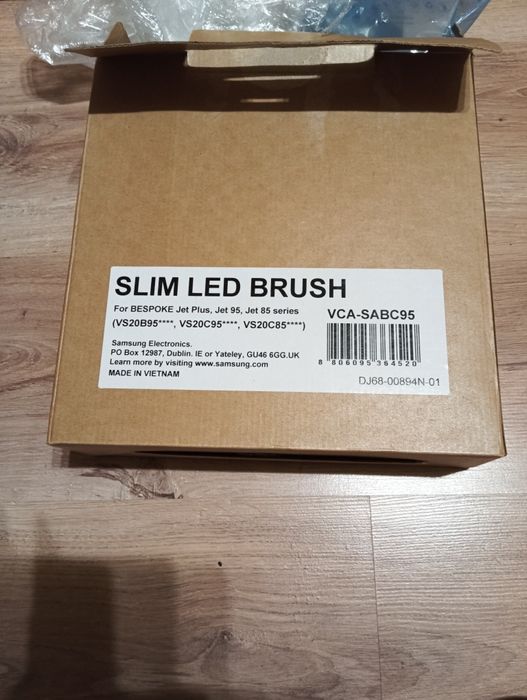 SLIM LED BRUSH
For BESPOKE Jet Plus, Jet 95, Jet 85 series
(VS20B95****, VS20C95****, VS20C85****)
VCA-SABC95
Samsung Electronics.
PO Box 12987, Dublin. IE or Yateley, GU46 6GG.UK
Learn more by visiting www.samsung.com
MADE IN VIETNAM
8 806095 364520
DJ68-00894N-01